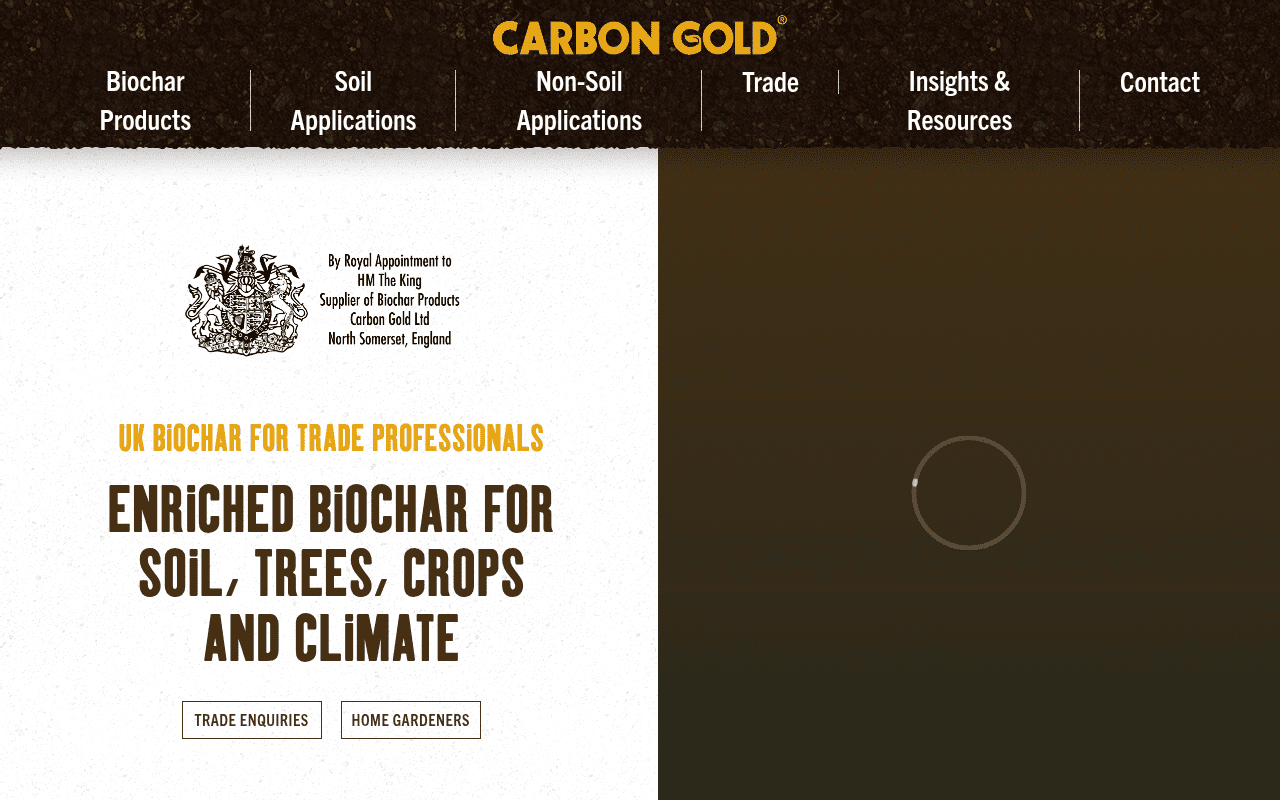 CARBON GOLD®
Biochar
Products
Soil
Applications
Non-Soil
Applications
Trade
Insights &
Resources
Contact
By Royal Appointment to
HM The King
Supplier of Biochar Products
Carbon Gold Ltd
North Somerset, England
UK BiOCHAR FOR TRADE PROFESSiONALS
ENRiCHED BiOCHAR FOR
SOiL, TREES, CROPS
AND CLiMATE
TRADE ENQUIRIES
HOME GARDENERS